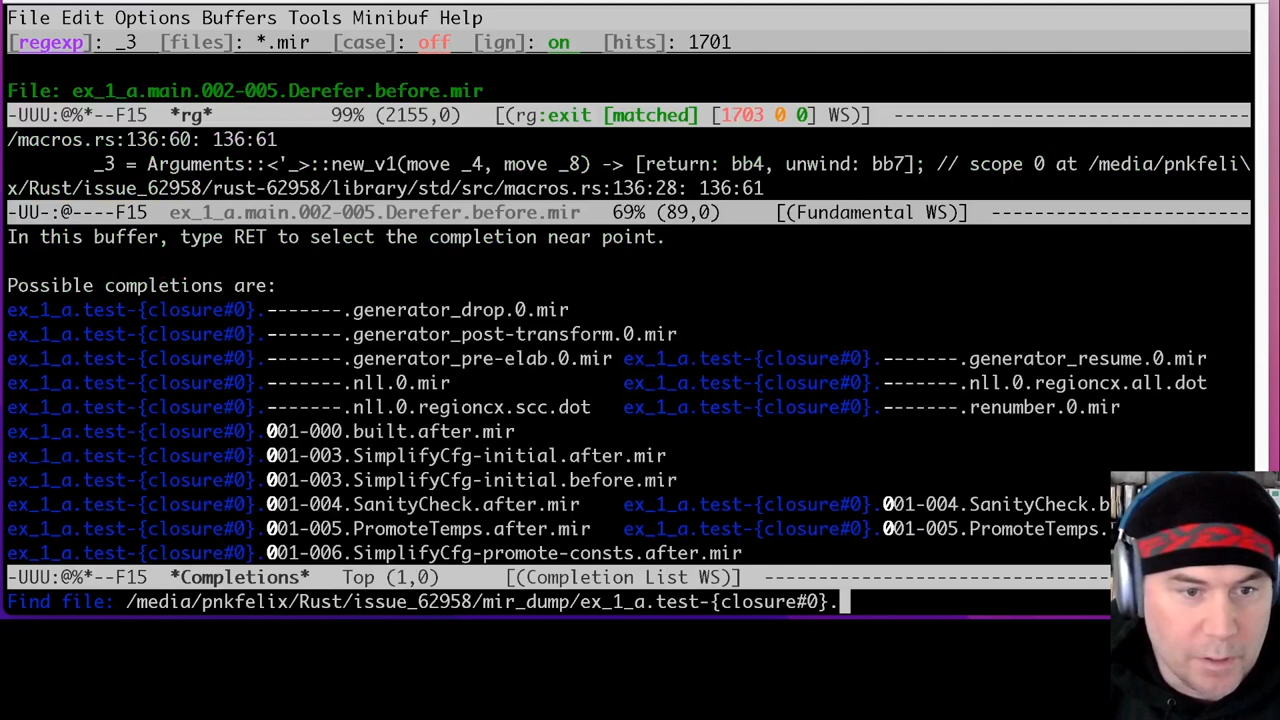 File Edit Options Buffers Tools Minibuf Help
[regexp]: _3 [files]: *.mir [case]: off [ign]: on [hits]: 1701
File: ex_1_a.main.002-005.Derefer.before.mir
-UUU:@%*--F15 *rg* 99% (2155,0) [(rg:exit [matched] [1703 0 0] WS)]-----------------------------------
/macros.rs:136:60: 136:61
_3 = Arguments::<'_>::new_v1(move _4, move _8) -> [return: bb4, unwind: bb7]; // scope 0 at /media/pnkfeli\
x/Rust/issue_62958/rust-62958/library/std/src/macros.rs:136:28: 136:61
-UU-:@----F15 ex_1_a.main.002-005.Derefer.before.mir 69% (89,0) [(Fundamental WS)] -----------------------
In this buffer, type RET to select the completion near point.
Possible completions are:
ex_1_a.test-{closure#0}.-------.generator_drop.0.mir
ex_1_a.test-{closure#0}.-------.generator_post-transform.0.mir
ex_1_a.test-{closure#0}.-------.generator_pre-elab.0.mir ex_1_a.test-{closure#0}.-------.generator_resume.0.mir
ex_1_a.test-{closure#0}.-------.nll.0.mir ex_1_a.test-{closure#0}.-------.nll.0.regioncx.all.dot
ex_1_a.test-{closure#0}.-------.nll.0.regioncx.scc.dot ex_1_a.test-{closure#0}.-------.renumber.0.mir
ex_1_a.test-{closure#0}.001-000.built.after.mir
ex_1_a.test-{closure#0}.001-003.SimplifyCfg-initial.after.mir
ex_1_a.test-{closure#0}.001-003.SimplifyCfg-initial.before.mir
ex_1_a.test-{closure#0}.001-004.SanityCheck.after.mir ex_1_a.test-{closure#0}.001-004.SanityCheck.b
ex_1_a.test-{closure#0}.001-005.PromoteTemps.after.mir ex_1_a.test-{closure#0}.001-005.PromoteTemps.
ex_1_a.test-{closure#0}.001-006.SimplifyCfg-promote-consts.after.mir
-UUU:@%*--F15 *Completions* Top (1,0) [(Completion List WS)] -----------------------------
Find file: /media/pnkfelix/Rust/issue_62958/mir_dump/ex_1_a.test-{closure#0}.